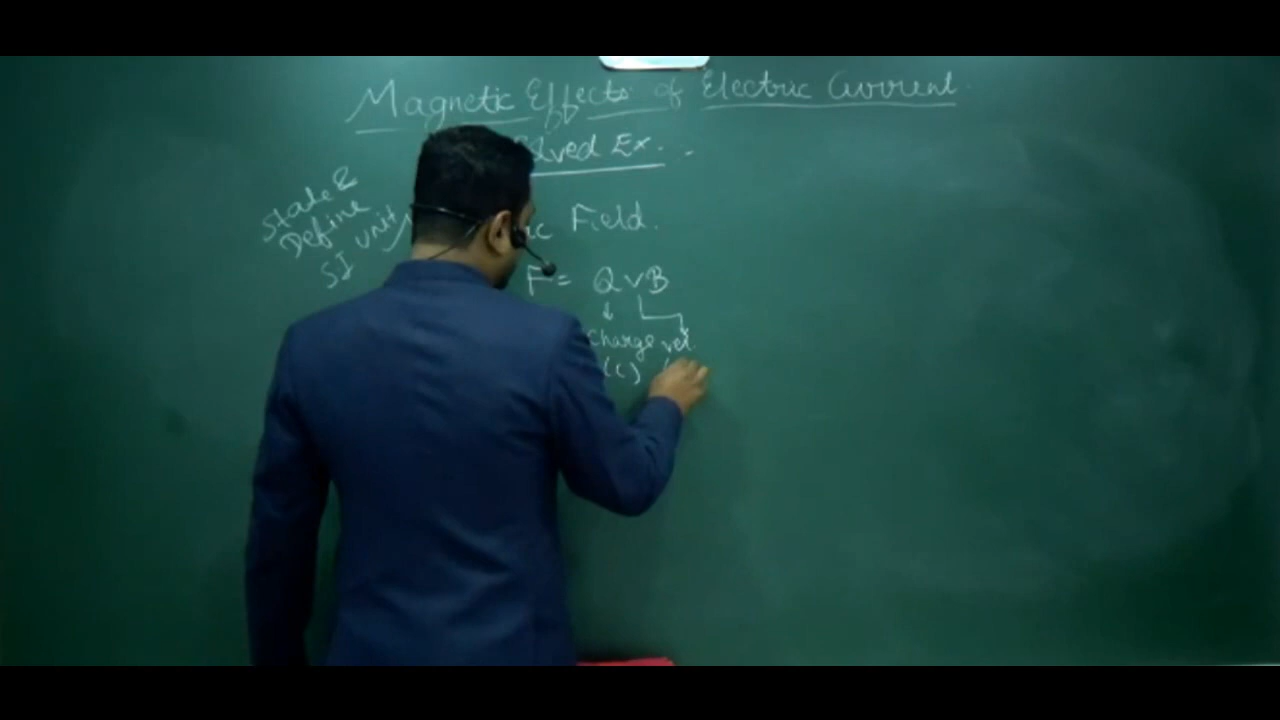 Magnetic Effects of Electric Current.
Ex.
State &
Define
SI unit
Field.
F = QvB
Charge vel.
(C) (